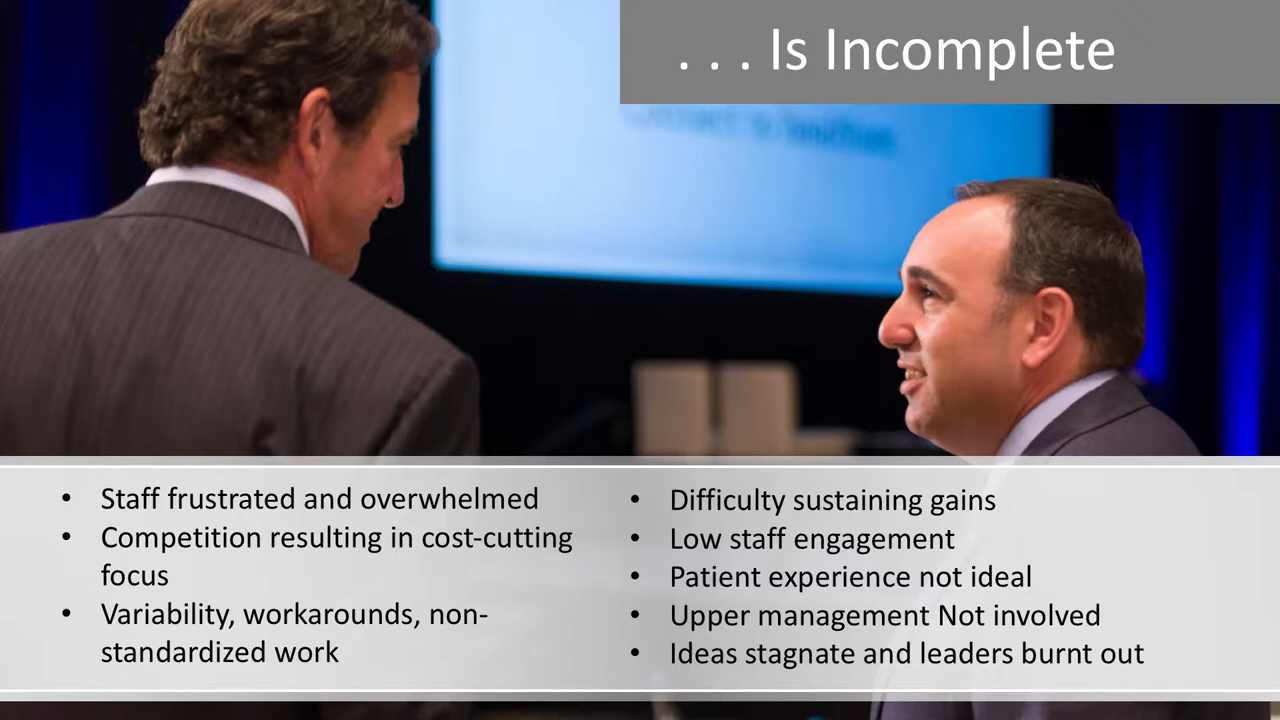 . . . Is Incomplete
• Staff frustrated and overwhelmed
• Competition resulting in cost-cutting
focus
• Variability, workarounds, non-
standardized work
• Difficulty sustaining gains
• Low staff engagement
• Patient experience not ideal
• Upper management Not involved
• Ideas stagnate and leaders burnt out